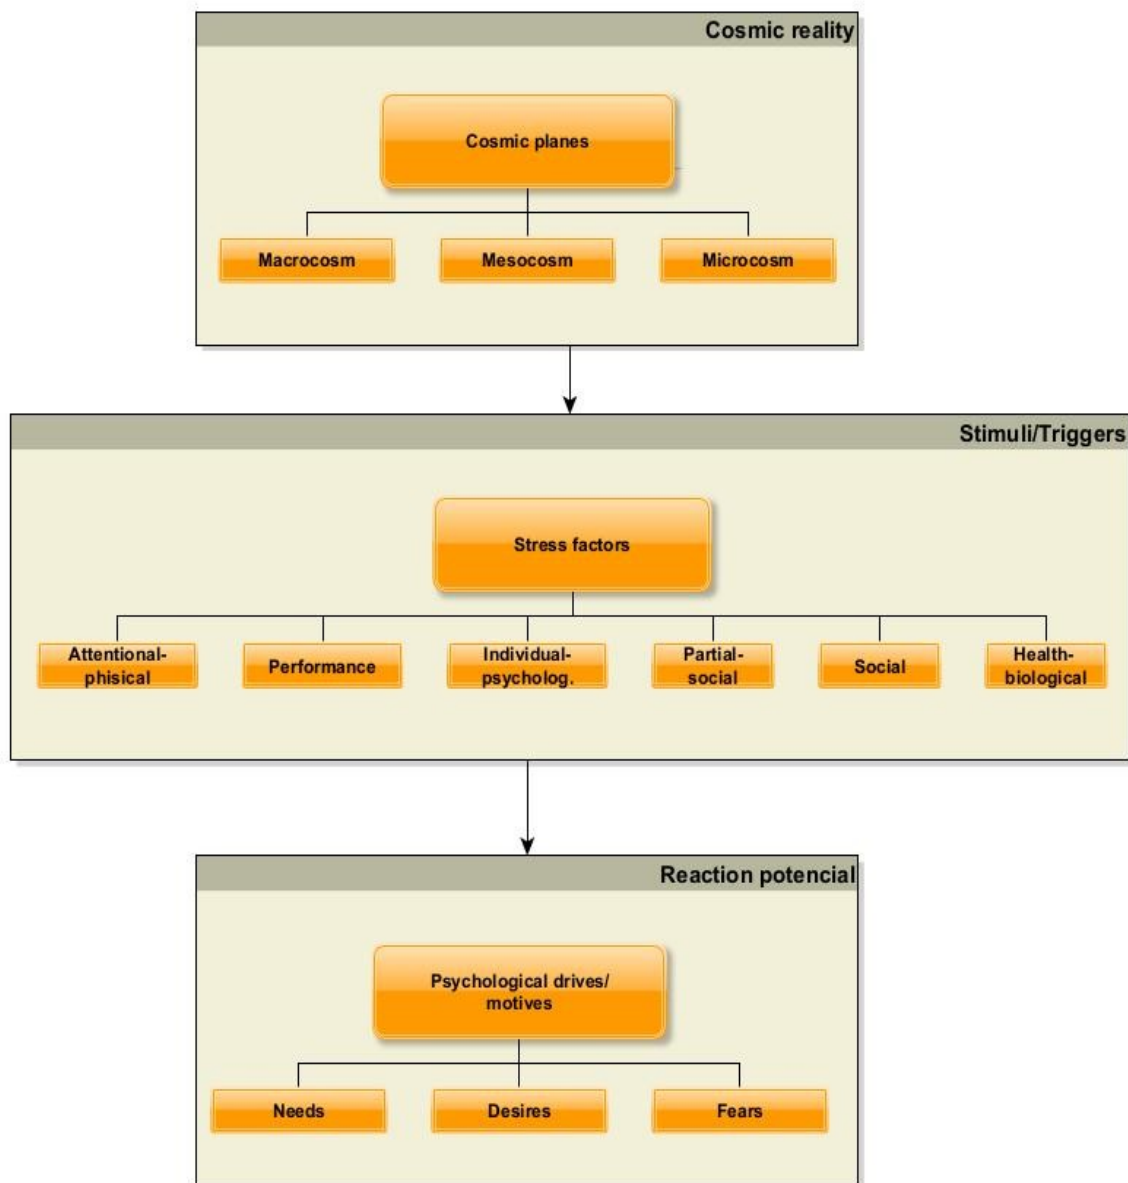 Cosmic reality
Cosmic planes
Macrocosm
Mesocosm
Microcosm
Stimuli/Triggers
Stress factors
Attentional-
phisical
Performance
Individual-
psycholog.
Partial-
social
Social
Health-
biological
Reaction potencial
Psychological drives/
motives
Needs
Desires
Fears